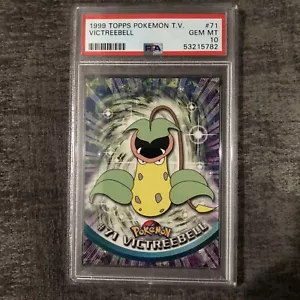 1999 TOPPS POKEMON T.V. #71
VICTREEBELL GEM MT
PSA 10
53215782
Pokémon
#71 VICTREEBELL